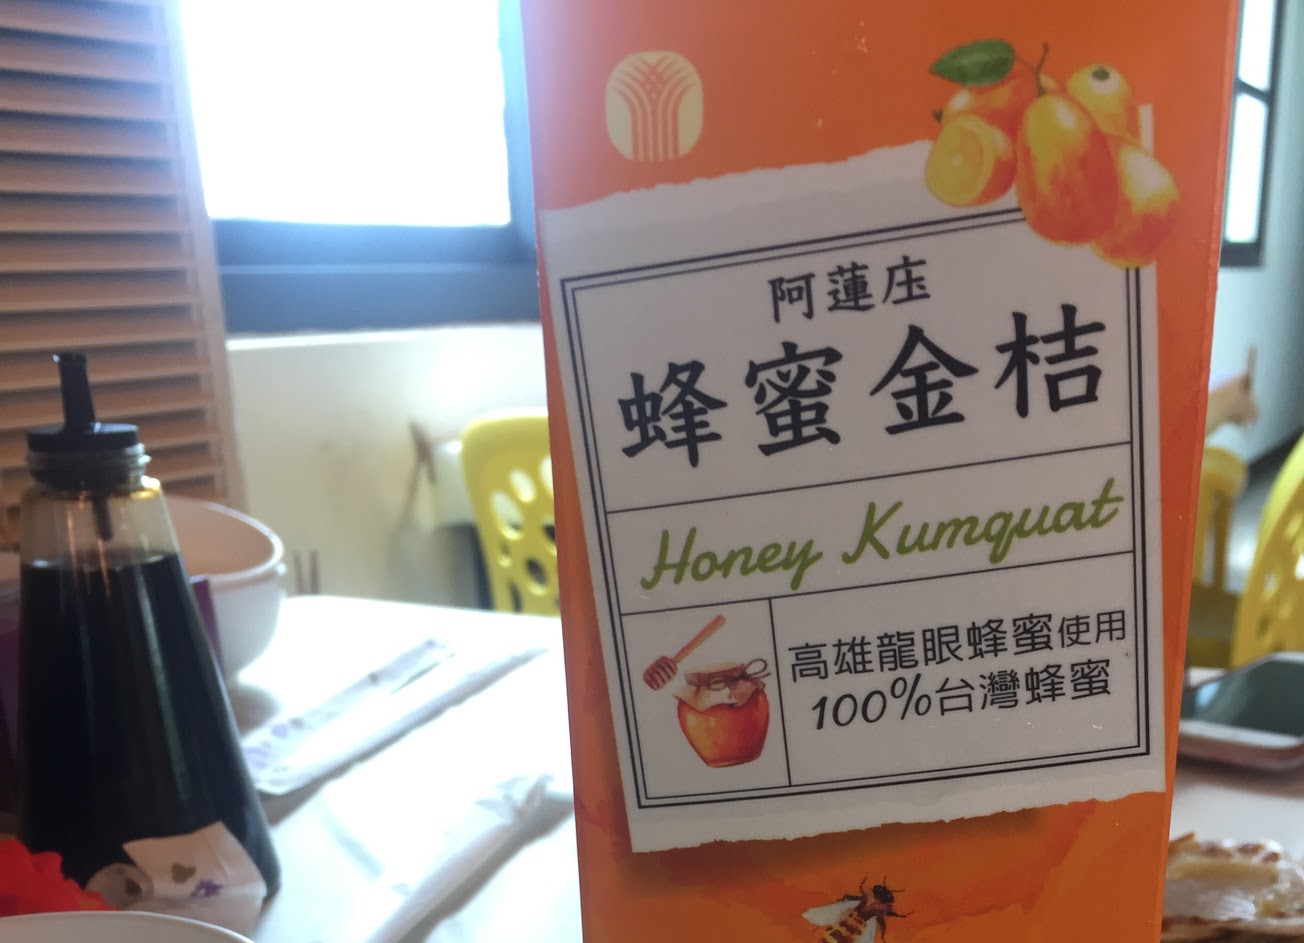 阿蓮庄
蜂蜜金桔
Honey Kumquat
高雄龍眼蜂蜜使用
100%台灣蜂蜜